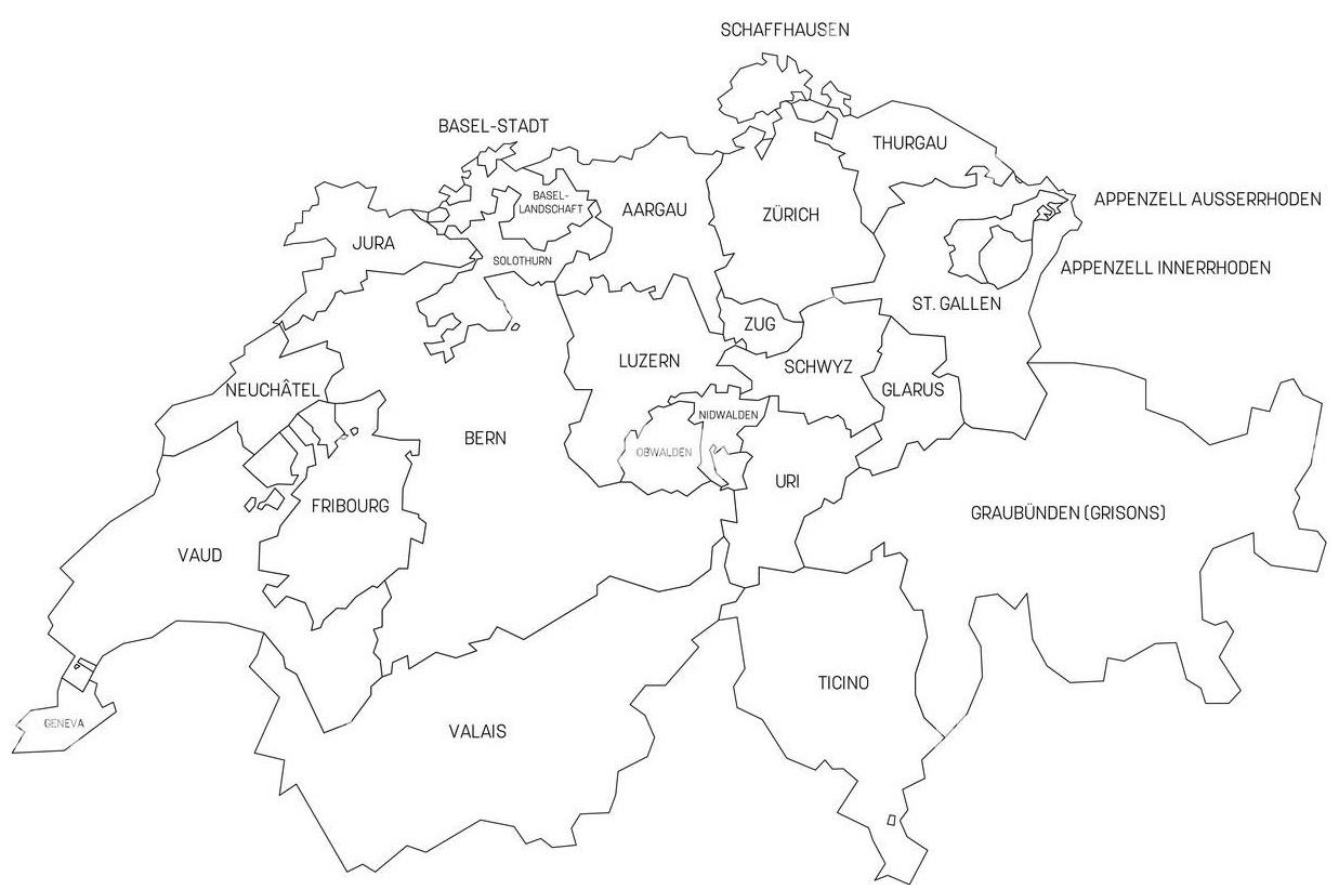 SCHAFFHAUSEN
BASEL-STADT
THURGAU
BASEL-
LANDSCHAFT
AARGAU
ZÜRICH
APPENZELL AUSSERRHODEN
JURA
SOLOTHURN
APPENZELL INNERRHODEN
ST. GALLEN
ZUG
LUZERN
SCHWYZ
NEUCHÂTEL
GLARUS
NIDWALDEN
BERN
OBWALDEN
URI
FRIBOURG
GRAUBÜNDEN (GRISONS)
VAUD
TICINO
GENEVA
VALAIS